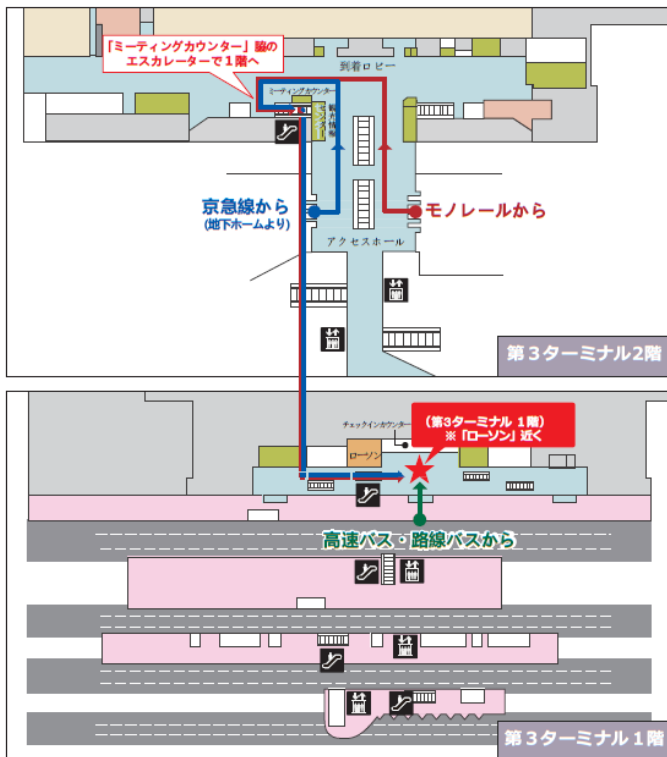 「ミーティングカウンター」脇の
エスカレーターで１階へ
到着ロビー
ミーティングカウンター
観光情報
センター
京急線から
(地下ホームより)
モノレールから
アクセスホール
第３ターミナル２階
チェックインカウンター
（第3ターミナル 1階）
※「ローソン」近く
ローソン
高速バス・路線バスから
第３ターミナル１階